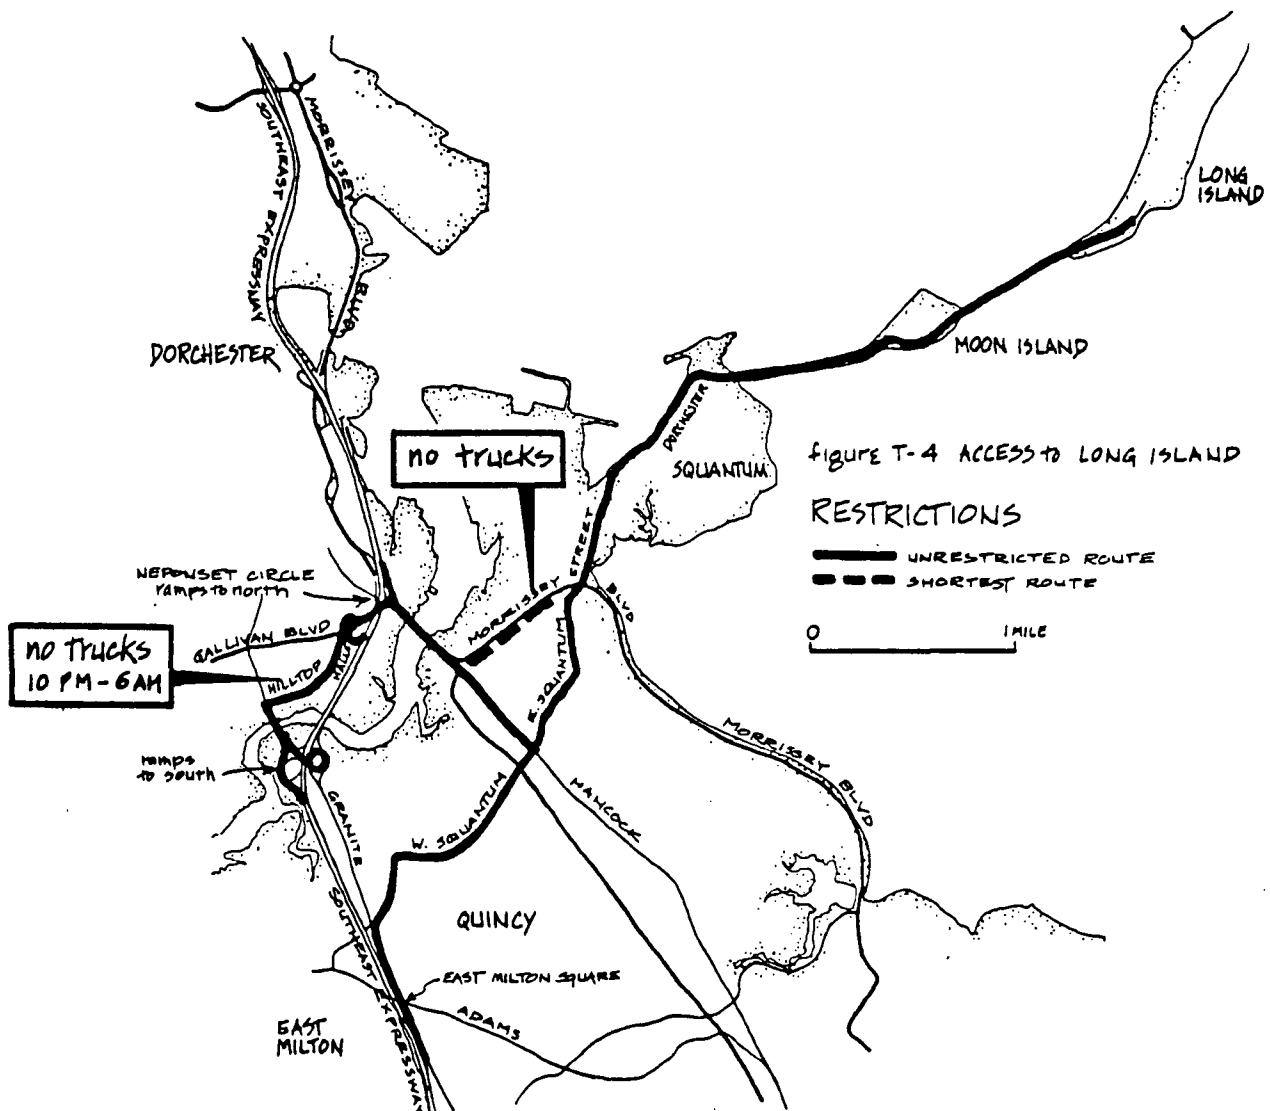 MORRISSEY
BLVD
SOUTHEAST EXPRESSWAY
LONG
ISLAND
DORCHESTER
MOON ISLAND
DORCHESTER
STREET
no trucks
SQUANTUM
figure T-4 ACCESS to LONG ISLAND
RESTRICTIONS
UNRESTRICTED ROUTE
SHORTEST ROUTE
0 1 MILE
NEPONSET CIRCLE
ramps to north
MORRISSEY
BLVD
GALLIVAN BLVD
no trucks
10 PM-6AM
HILLTOP
E. SQUANTUM
MORRISSEY BLVD
ramps
to south
GRANITE
W. SQUANTUM
HANCOCK
SOUTHEAST EXPRESSWAY
QUINCY
EAST MILTON SQUARE
ADAMS
EAST
MILTON